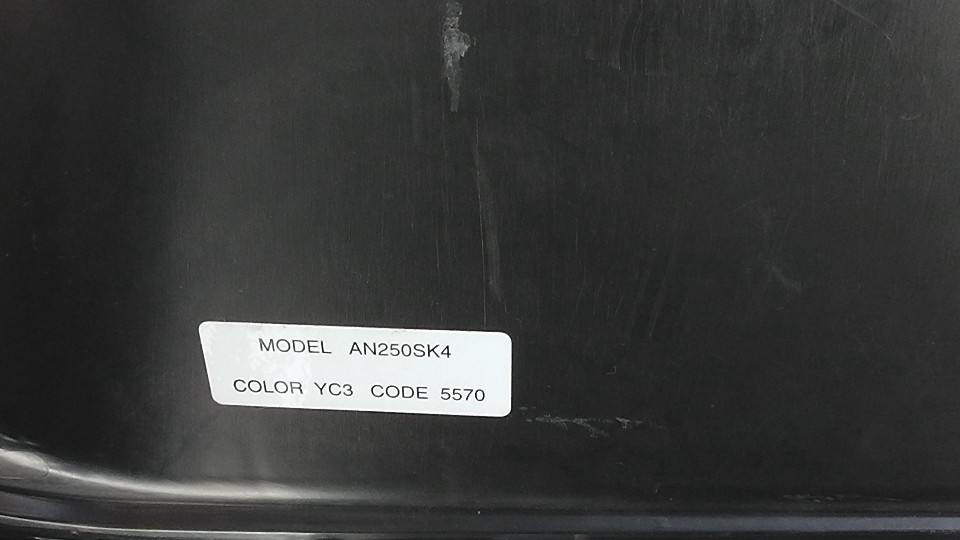 MODEL AN250SK4
COLOR YC3 CODE 5570